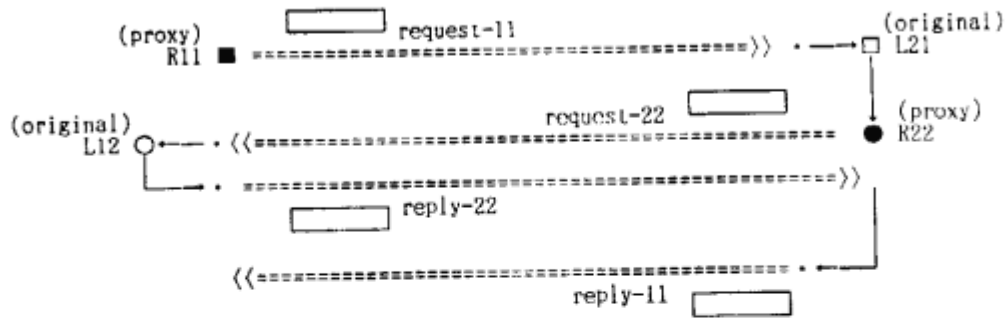 (proxy)
R11
request-11
(original)
L21
request-22
(original)
L12
(proxy)
R22
reply-22
reply-11